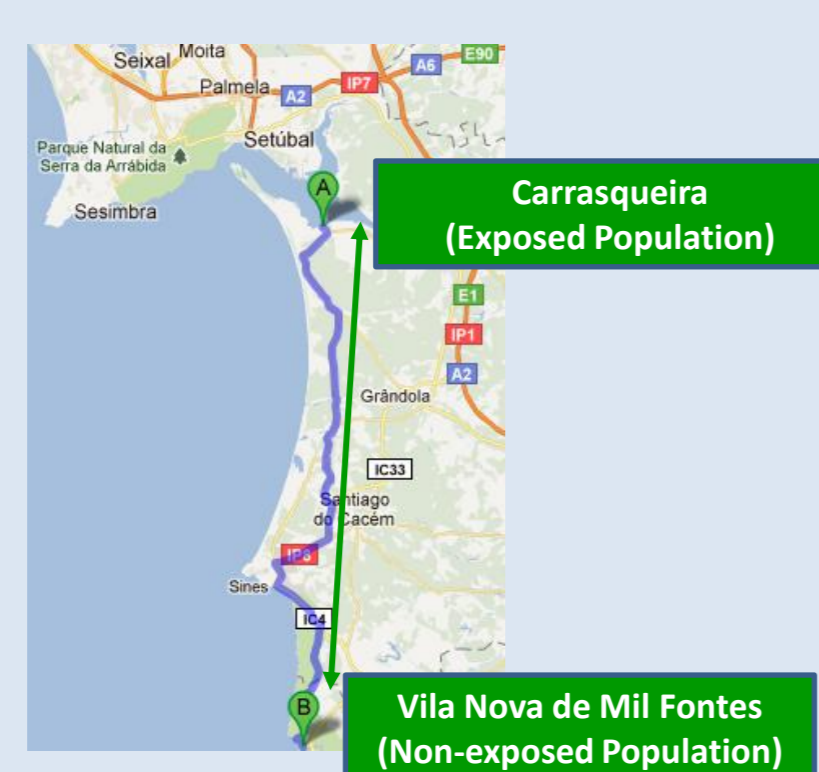 Seixal
Moita
E90
A6
Palmela
A2
IP7
Parque Natural da
Serra da Arrábida
Setúbal
A
Carrasqueira
(Exposed Population)
Sesimbra
E1
IP1
A2
Grândola
IC33
Santiago
do Cacém
IP8
Sines
IC4
B
Vila Nova de Mil Fontes
(Non-exposed Population)